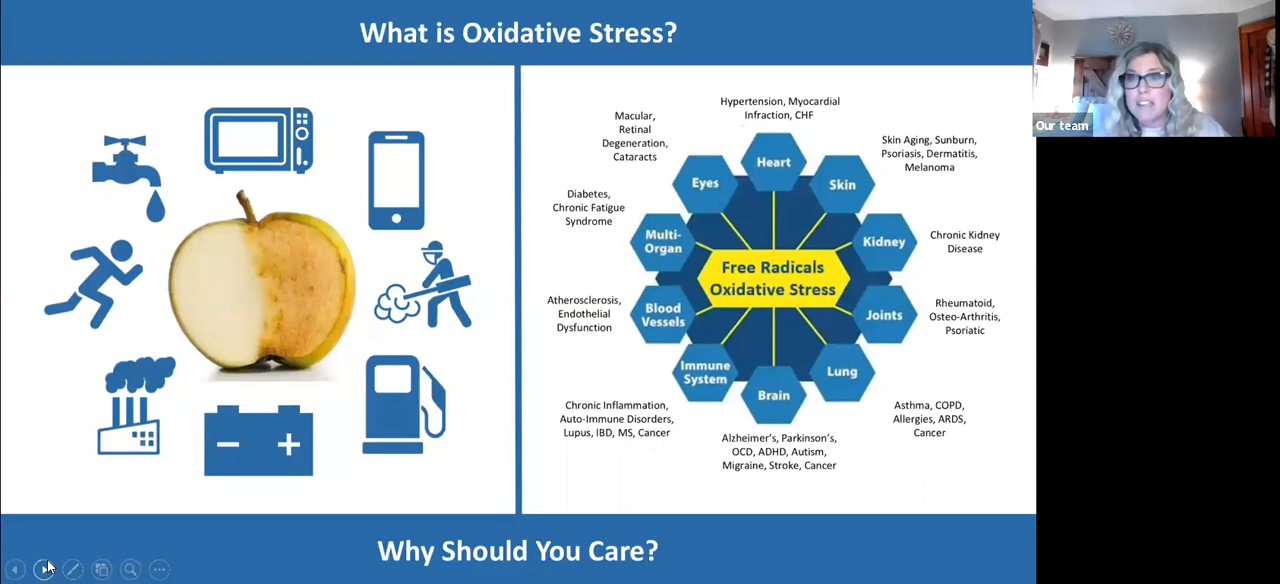 What is Oxidative Stress?
Our team
Hypertension, Myocardial
Infraction, CHF
Macular,
Retinal
Degeneration,
Cataracts
Skin Aging, Sunburn,
Psoriasis, Dermatitis,
Melanoma
Heart
Eyes
Skin
Diabetes,
Chronic Fatigue
Syndrome
Multi-
Organ
Kidney
Chronic Kidney
Disease
Free Radicals
Oxidative Stress
Atherosclerosis,
Endothelial
Dysfunction
Blood
Vessels
Joints
Rheumatoid,
Osteo-Arthritis,
Psoriatic
Immune
System
Brain
Lung
Chronic Inflammation,
Auto-Immune Disorders,
Lupus, IBD, MS, Cancer
Alzheimer's, Parkinson's,
OCD, ADHD, Autism,
Migraine, Stroke, Cancer
Asthma, COPD,
Allergies, ARDS,
Cancer
Why Should You Care?